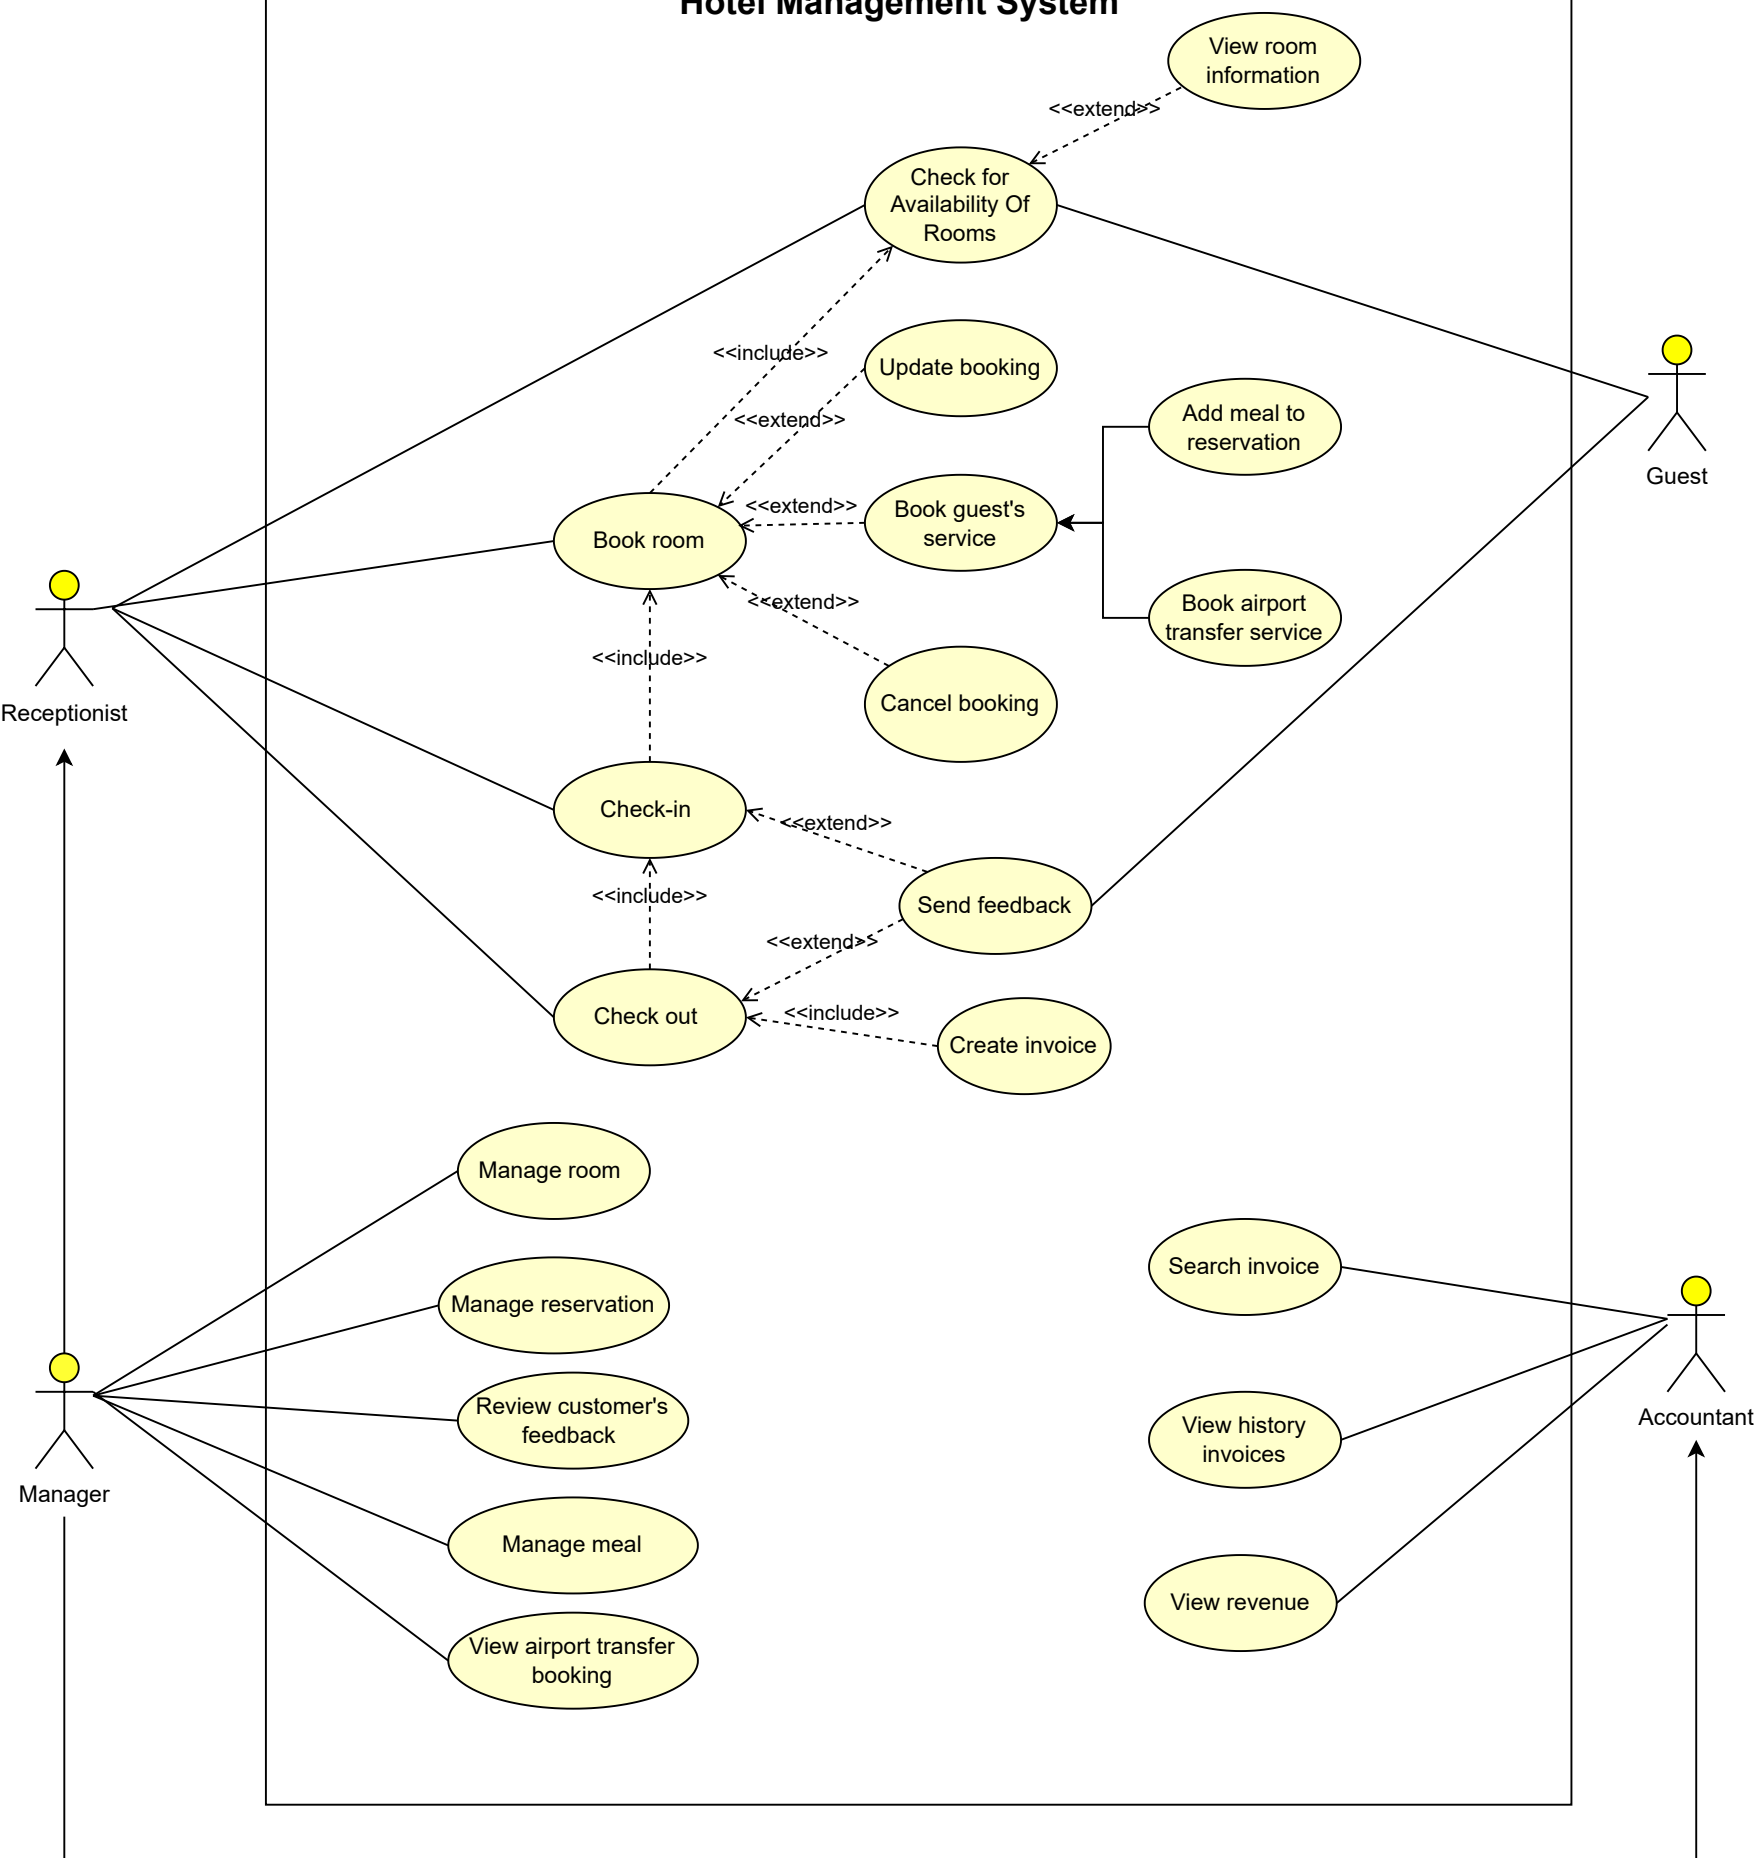 Hotel Management System
View room
information
<<extend>>
Check for
Availability Of
Rooms
<<include>>
Update booking
<<extend>>
Add meal to
reservation
Guest
<<extend>>
Book guest's
service
Book room
<<extend>>
Book airport
transfer service
<<include>>
Cancel booking
Receptionist
Check-in
<<extend>>
<<include>>
Send feedback
<<extend>>
Check out
<<include>>
Create invoice
Manage room
Search invoice
Manage reservation
Review customer's
feedback
View history
invoices
Accountant
Manager
Manage meal
View revenue
View airport transfer
booking